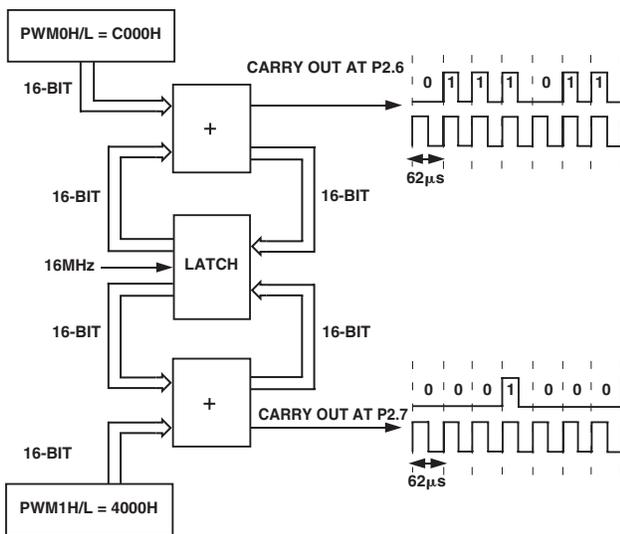 PWM0H/L = C000H
16-BIT
CARRY OUT AT P2.6
0 1 1 1 0 1 1
+
62μs
16-BIT
16-BIT
16MHz
LATCH
16-BIT
16-BIT
0 0 0 1 0 0 0
+
CARRY OUT AT P2.7
16-BIT
62μs
PWM1H/L = 4000H